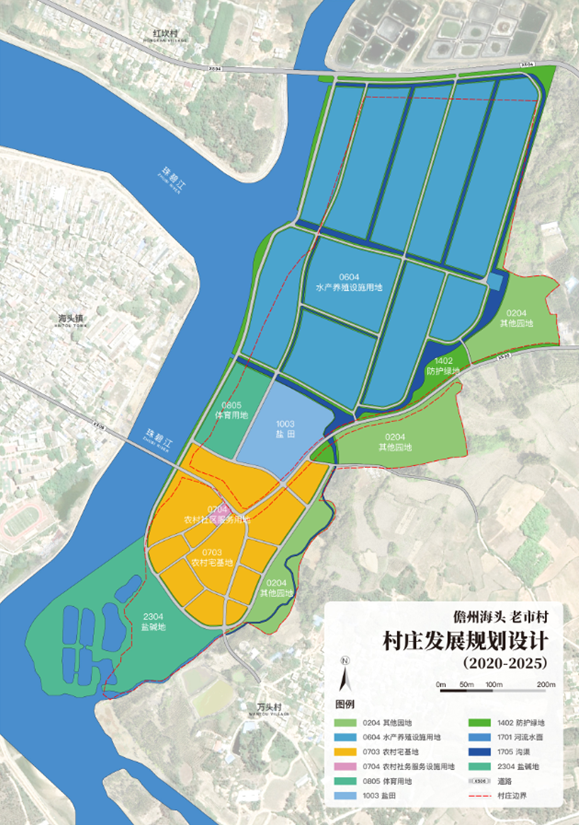 红坎村
HONGKAN VILLAGE
X506
X506
珠碧江
ZHUBI RIVER
0604
水产养殖设施用地
0204
其他园地
海头镇
HAITOU TOWN
1402
防护绿地
0805
体育用地
1003
盐 田
0204
其他园地
珠碧江
ZHUBI RIVER
0704
农村社区服务用地
0703
农村宅基地
0204
其他园地
2304
盐碱地
儋州海头 老市村
村庄发展规划设计
(2020-2025)
N
0m 50m 100m 200m
万头村
WANTOU VILLAGE
图例
0204 其他园地
0604 水产养殖设施用地
0703 农村宅基地
0704 农村社务服务设施用地
0805 体育用地
1003 盐田
1402 防护绿地
1701 河流水面
1705 沟渠
2304 盐碱地
道路
村庄边界